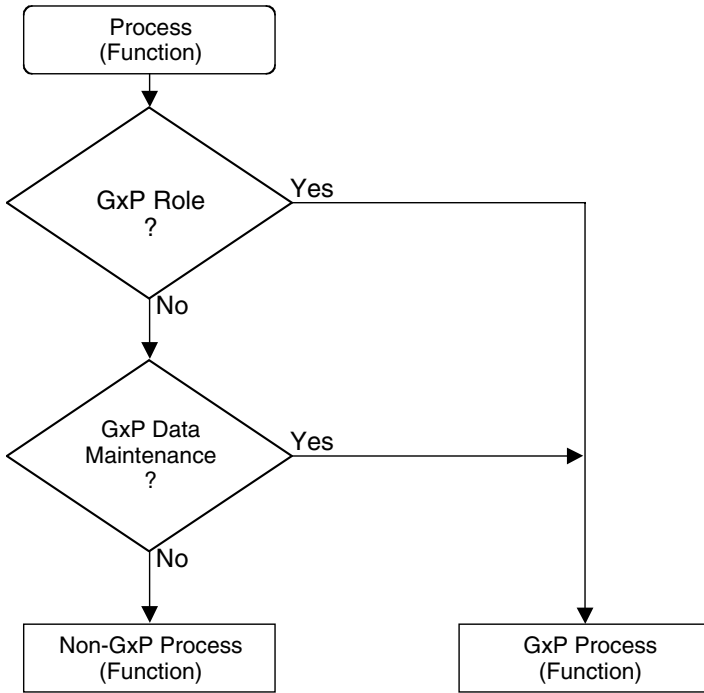 Process
(Function)
GxP Role
?
Yes
No
GxP Data
Maintenance
?
Yes
No
Non-GxP Process
(Function)
GxP Process
(Function)